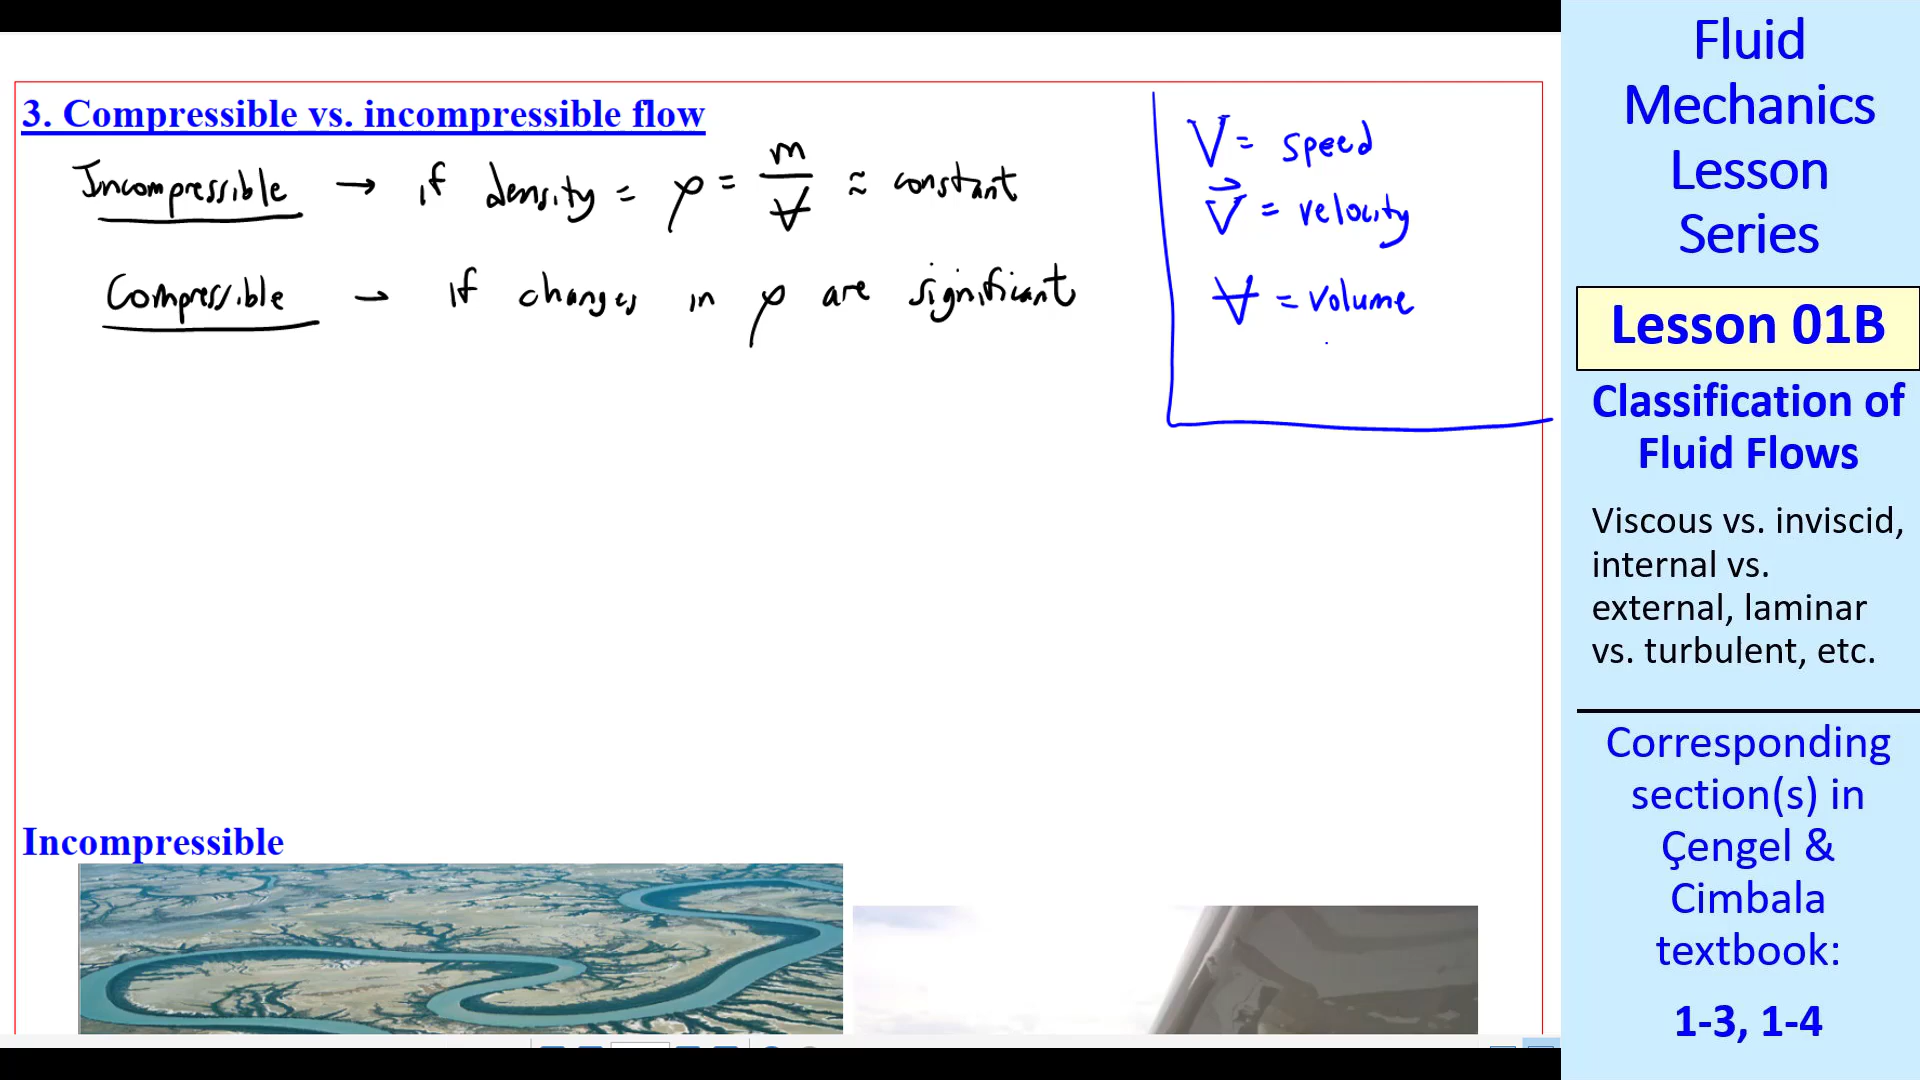 3. Compressible vs. incompressible flow
Incompressible → if density = ρ = m/V̶ ≈ constant
Compressible → if changes in ρ are significant
V = speed
V⃗ = velocity
V̶ = volume
Incompressible
Fluid
Mechanics
Lesson
Series
Lesson 01B
Classification of
Fluid Flows
Viscous vs. inviscid,
internal vs.
external, laminar
vs. turbulent, etc.
Corresponding
section(s) in
Çengel &
Cimbala
textbook:
1-3, 1-4